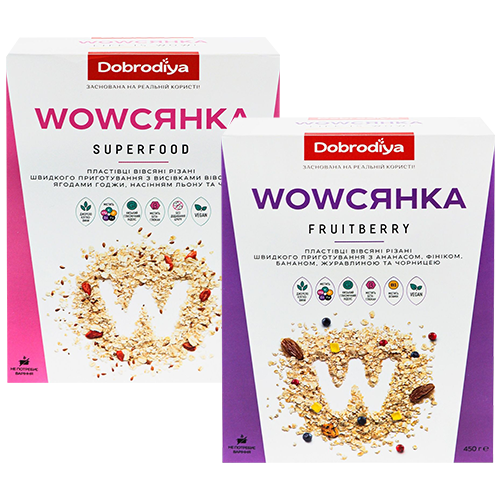 Dobrodiya
ЗАСНОВАНА НА РЕАЛЬНІЙ КОРИСТІ!
WOWСЯНКА
SUPERFOOD
ПЛАСТІВЦІ ВІВСЯНІ РІЗАНІ
ШВИДКОГО ПРИГОТУВАННЯ З ВИСІВКАМИ ВІВС
ЯГОДАМИ ГОДЖИ, НАСІННЯМ ЛЬОНУ ТА Ч
VEGAN
W
НЕ ПОТРЕБУЄ
ВАРІННЯ
Dobrodiya
ЗАСНОВАНА НА РЕАЛЬНІЙ КОРИСТІ!
WOWСЯНКА
FRUITBERRY
ПЛАСТІВЦІ ВІВСЯНІ РІЗАНІ
ШВИДКОГО ПРИГОТУВАННЯ З АНАНАСОМ, ФІНІКОМ,
БАНАНОМ, ЖУРАВЛИНОЮ ТА ЧОРНИЦЕЮ
VEGAN
W
НЕ ПОТРЕБУЄ
ВАРІННЯ
450 г